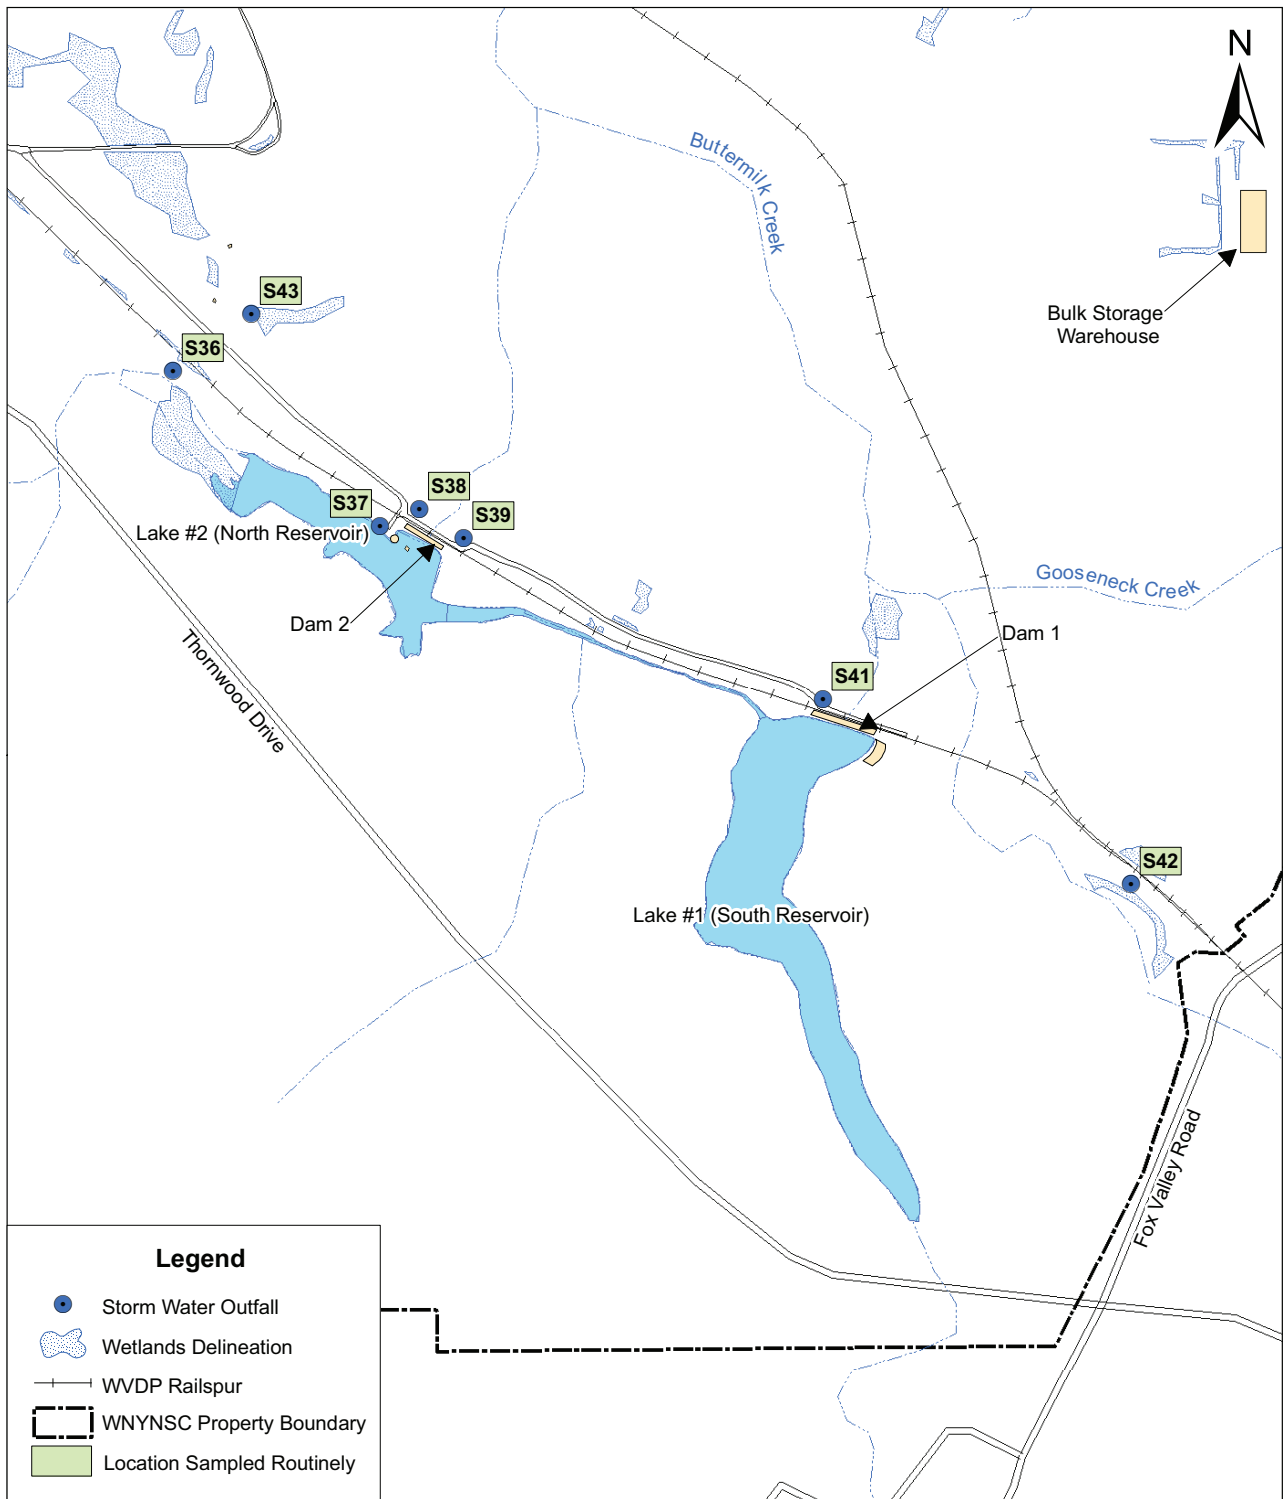 N
Buttermilk Creek
Bulk Storage
Warehouse
S43
S36
S38
S37
S39
Lake #2 (North Reservoir)
Gooseneck Creek
Dam 2
Dam 1
Thornwood Drive
S41
S42
Lake #1 (South Reservoir)
Fox Valley Road
Legend
Storm Water Outfall
Wetlands Delineation
WVDP Railspur
WNYNSC Property Boundary
Location Sampled Routinely